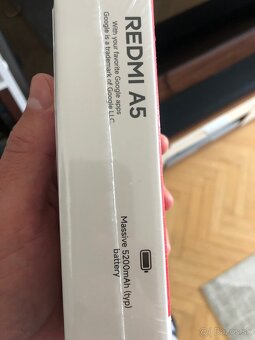 REDMI A5
With your favorite Google apps
Google is a trademark of Google LLC.
Massive 5200mAh (typ)
battery